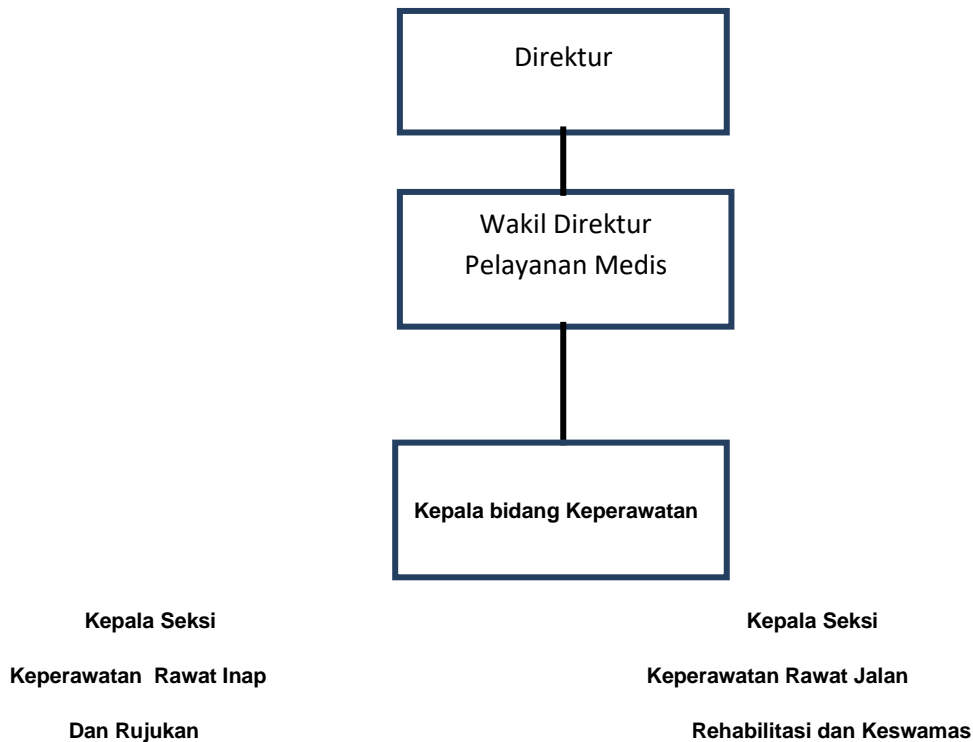 Direktur
Wakil Direktur
Pelayanan Medis
Kepala bidang Keperawatan
Kepala Seksi
Keperawatan Rawat Inap
Dan Rujukan
Kepala Seksi
Keperawatan Rawat Jalan
Rehabilitasi dan Keswamas